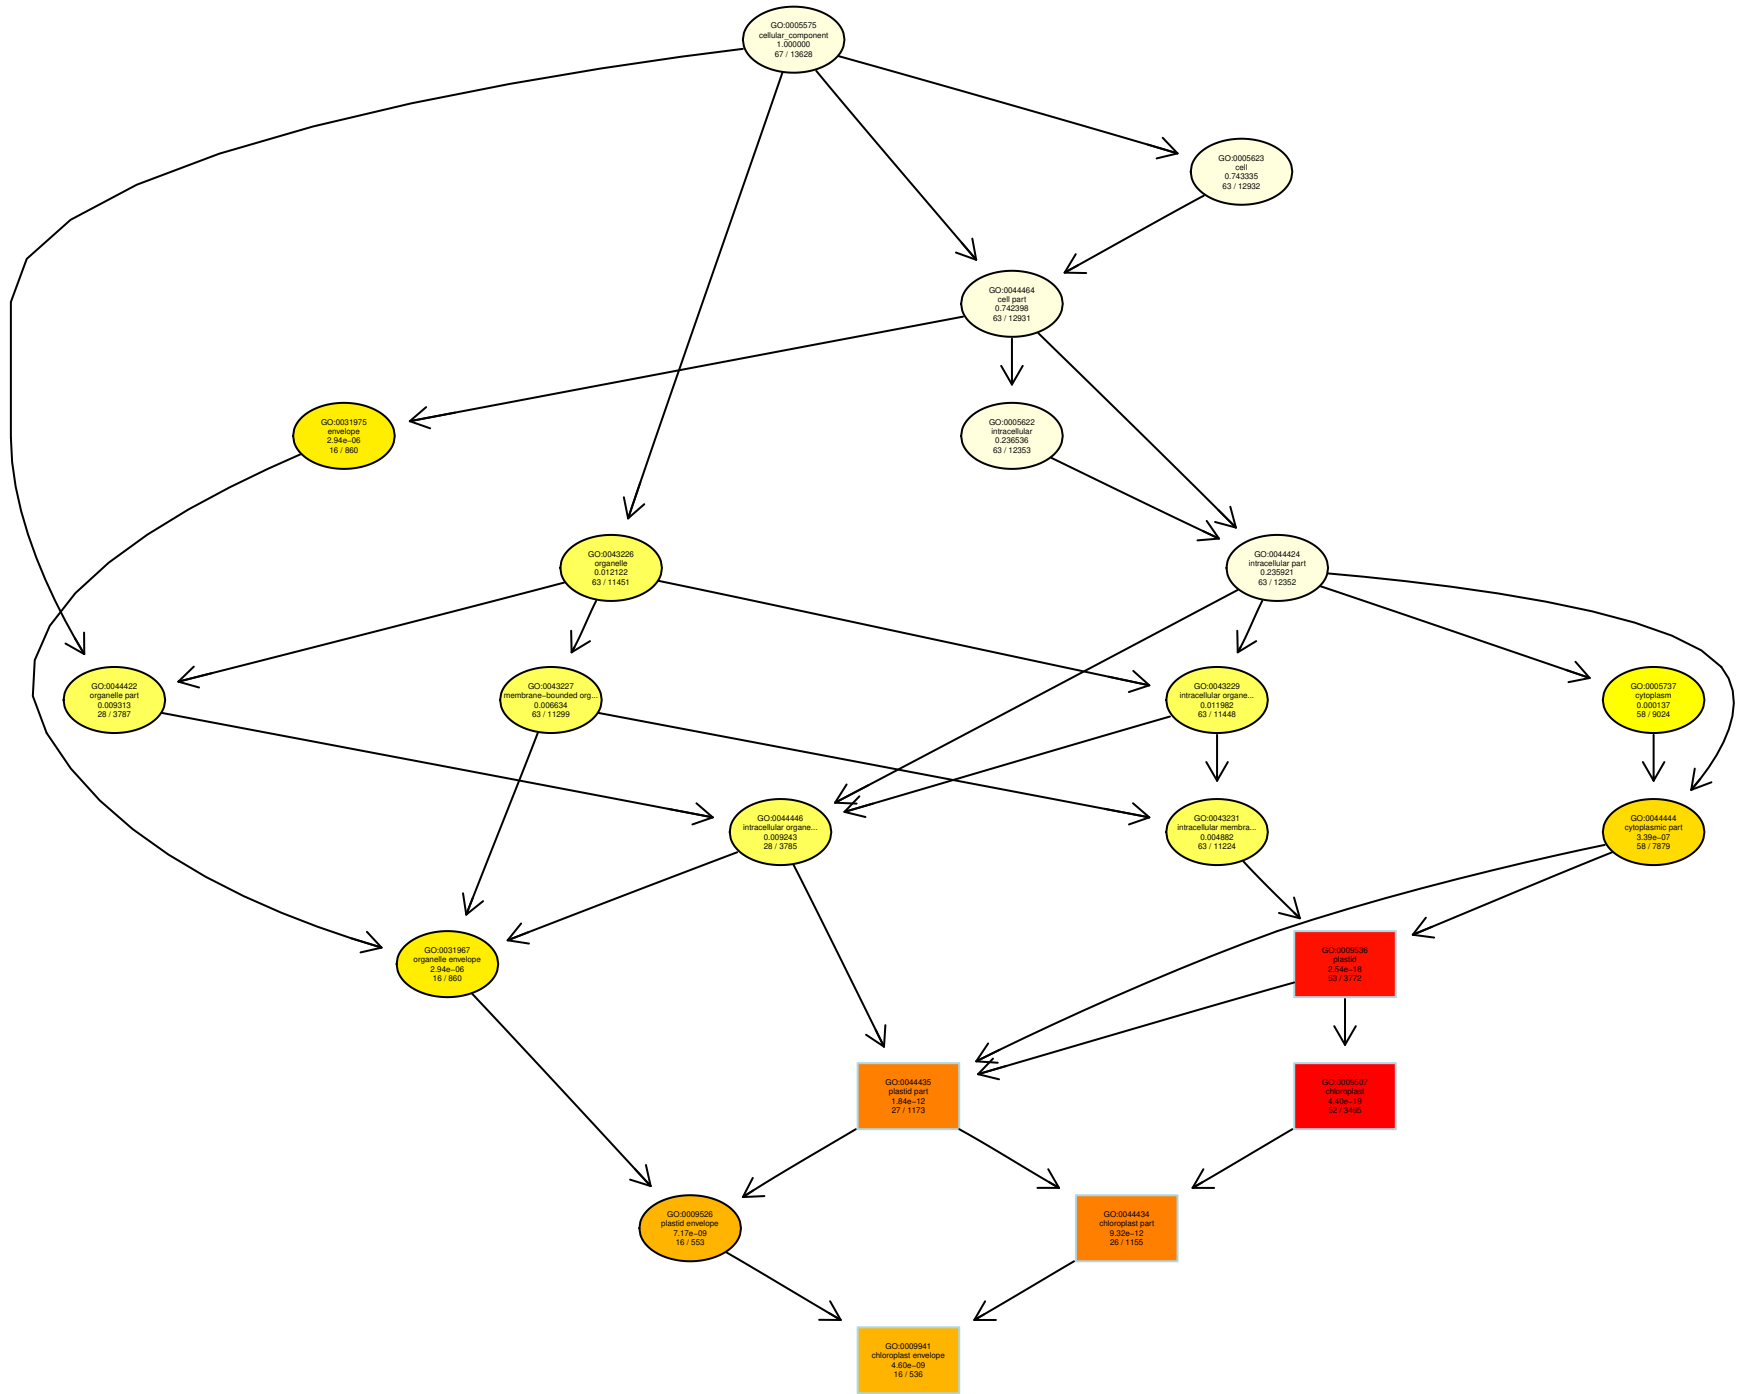 GO:0005575
cellular_component
1.000000
67 / 13628
GO:0005623
cell
0.743335
63 / 12932
GO:0044464
cell part
0.742398
63 / 12931
GO:0031975
envelope
2.94e−06
16 / 860
GO:0005622
intracellular
0.236536
63 / 12353
GO:0043226
organelle
0.012122
63 / 11451
GO:0044424
intracellular part
0.235921
63 / 12352
GO:0044422
organelle part
0.009313
28 / 3787
GO:0043227
membrane−bounded org...
0.006634
63 / 11299
GO:0043229
intracellular organe...
0.011982
63 / 11448
GO:0005737
cytoplasm
0.000137
58 / 9024
GO:0044446
intracellular organe...
0.009243
28 / 3785
GO:0043231
intracellular membra...
0.004882
63 / 11224
GO:0044444
cytoplasmic part
3.39e−07
58 / 7879
GO:0031967
organelle envelope
2.94e−06
16 / 860
GO:0009536
plastid
2.54e−18
53 / 3772
GO:0044435
plastid part
1.84e−12
27 / 1173
GO:0009507
chloroplast
4.40e−19
52 / 3465
GO:0009526
plastid envelope
7.17e−09
16 / 553
GO:0044434
chloroplast part
9.32e−12
26 / 1155
GO:0009941
chloroplast envelope
4.60e−09
16 / 536